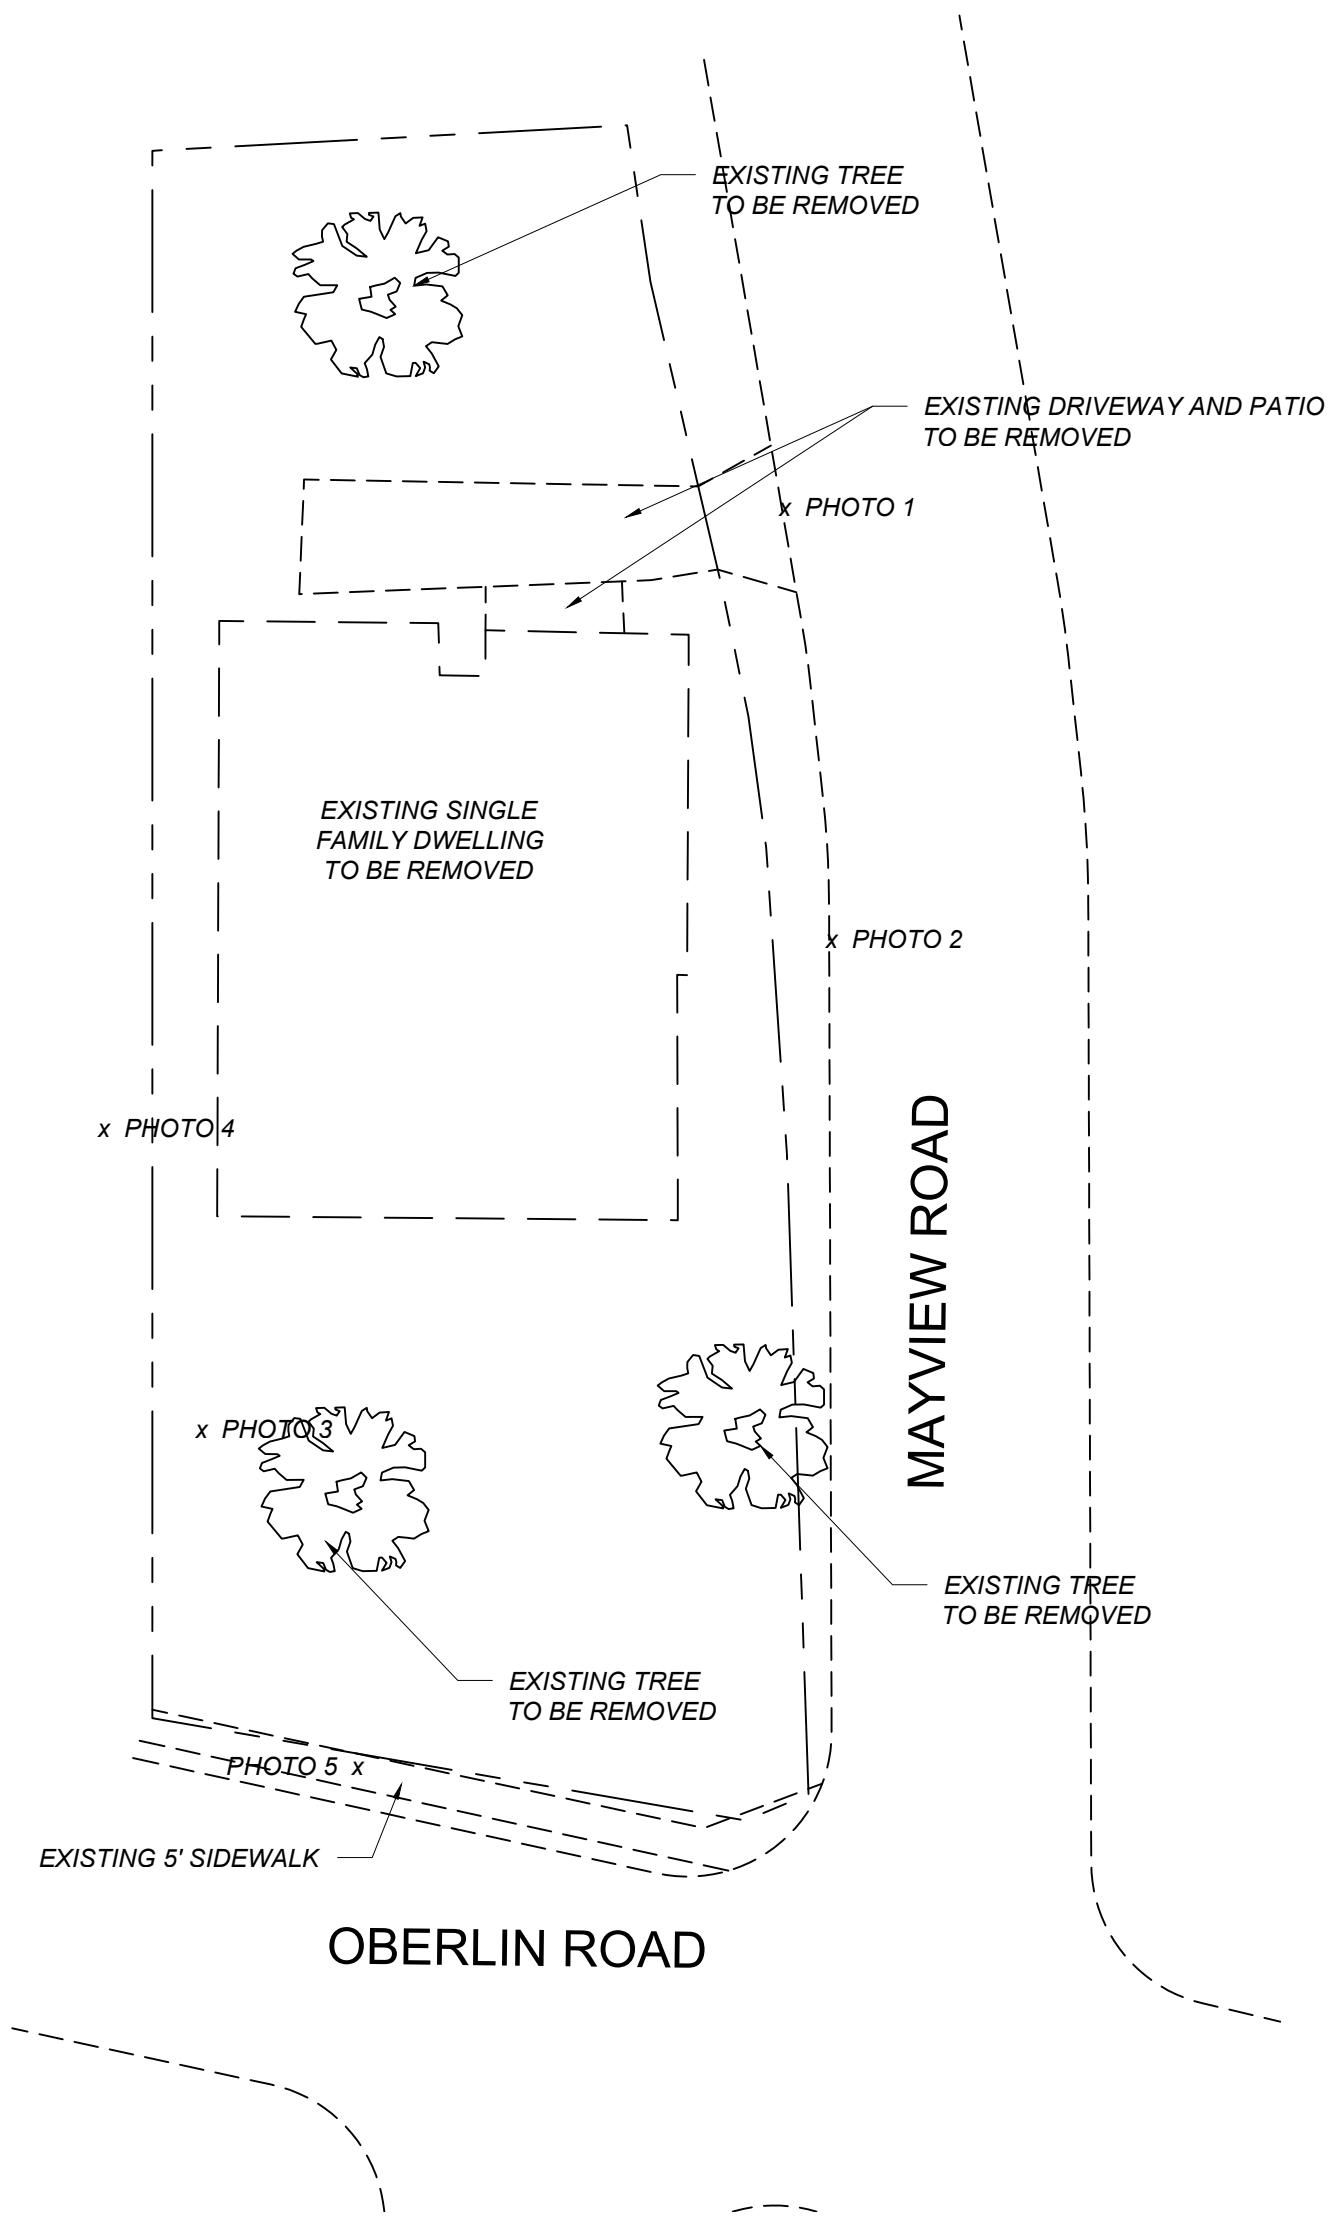 EXISTING TREE
TO BE REMOVED
EXISTING DRIVEWAY AND PATIO
TO BE REMOVED
x PHOTO 1
EXISTING SINGLE
FAMILY DWELLING
TO BE REMOVED
x PHOTO 2
x PHOTO 4
MAYVIEW ROAD
x PHOTO 3
EXISTING TREE
TO BE REMOVED
EXISTING TREE
TO BE REMOVED
PHOTO 5 x
EXISTING 5' SIDEWALK
OBERLIN ROAD